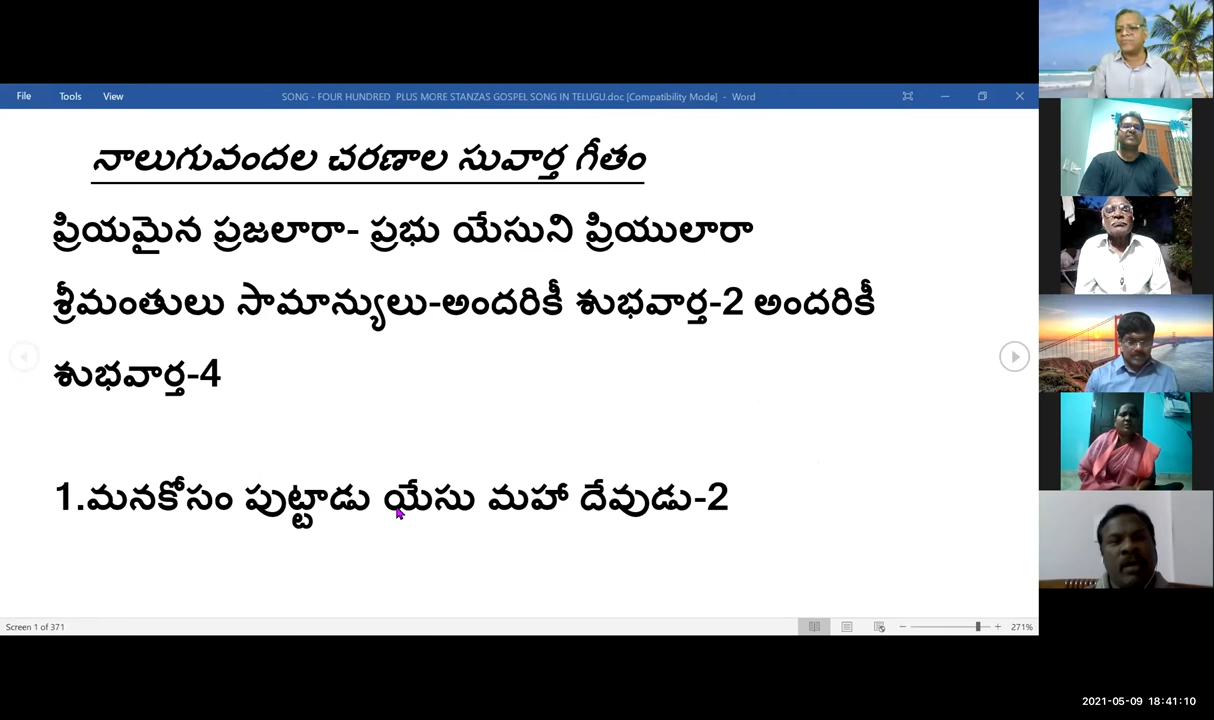 File Tools View SONG - FOUR HUNDRED PLUS MORE STANZAS GOSPEL SONG IN TELUGU.doc [Compatibility Mode] - Word
నాలుగువందల చరణాల సువార్త గీతం
ప్రియమైన ప్రజలారా- ప్రభు యేసుని ప్రియులారా
శ్రీమంతులు సామాన్యులు-అందరికీ శుభవార్త-2 అందరికీ
శుభవార్త-4
1.మనకోసం పుట్టాడు యేసు మహా దేవుడు-2
Screen 1 of 371 271%
2021-05-09 18:41:10